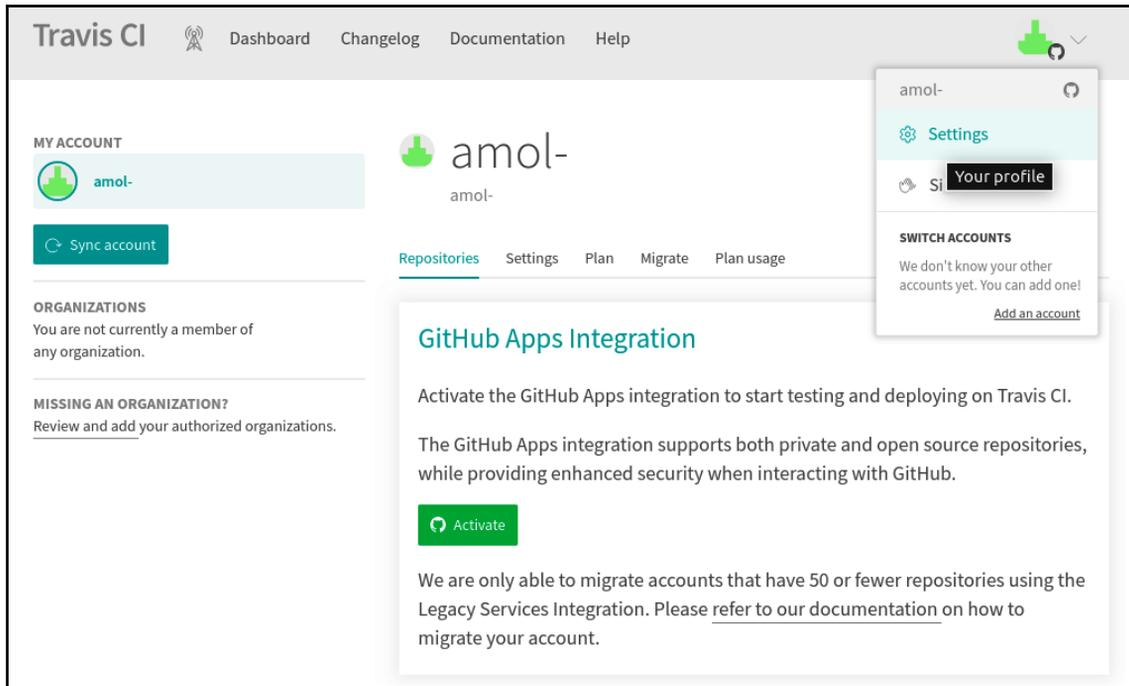 Travis CI
Dashboard
Changelog
Documentation
Help
amol-
Settings
Si
Your profile
SWITCH ACCOUNTS
We don't know your other
accounts yet. You can add one!
Add an account
MY ACCOUNT
amol-
Sync account
ORGANIZATIONS
You are not currently a member of
any organization.
MISSING AN ORGANIZATION?
Review and add your authorized organizations.
amol-
amol-
Repositories
Settings
Plan
Migrate
Plan usage
GitHub Apps Integration
Activate the GitHub Apps integration to start testing and deploying on Travis CI.
The GitHub Apps integration supports both private and open source repositories,
while providing enhanced security when interacting with GitHub.
Activate
We are only able to migrate accounts that have 50 or fewer repositories using the
Legacy Services Integration. Please refer to our documentation on how to
migrate your account.